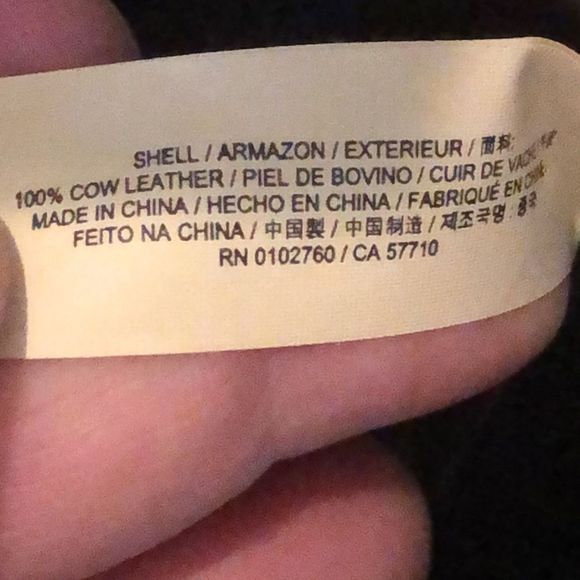 SHELL / ARMAZON / EXTERIEUR / 面料:
100% COW LEATHER / PIEL DE BOVINO / CUIR DE
MADE IN CHINA / HECHO EN CHINA / FABRIQUÉ EN CHINA
FEITO NA CHINA / 中国製 / 中国制造 / 제조국명 : 중국
RN 0102760 / CA 57710